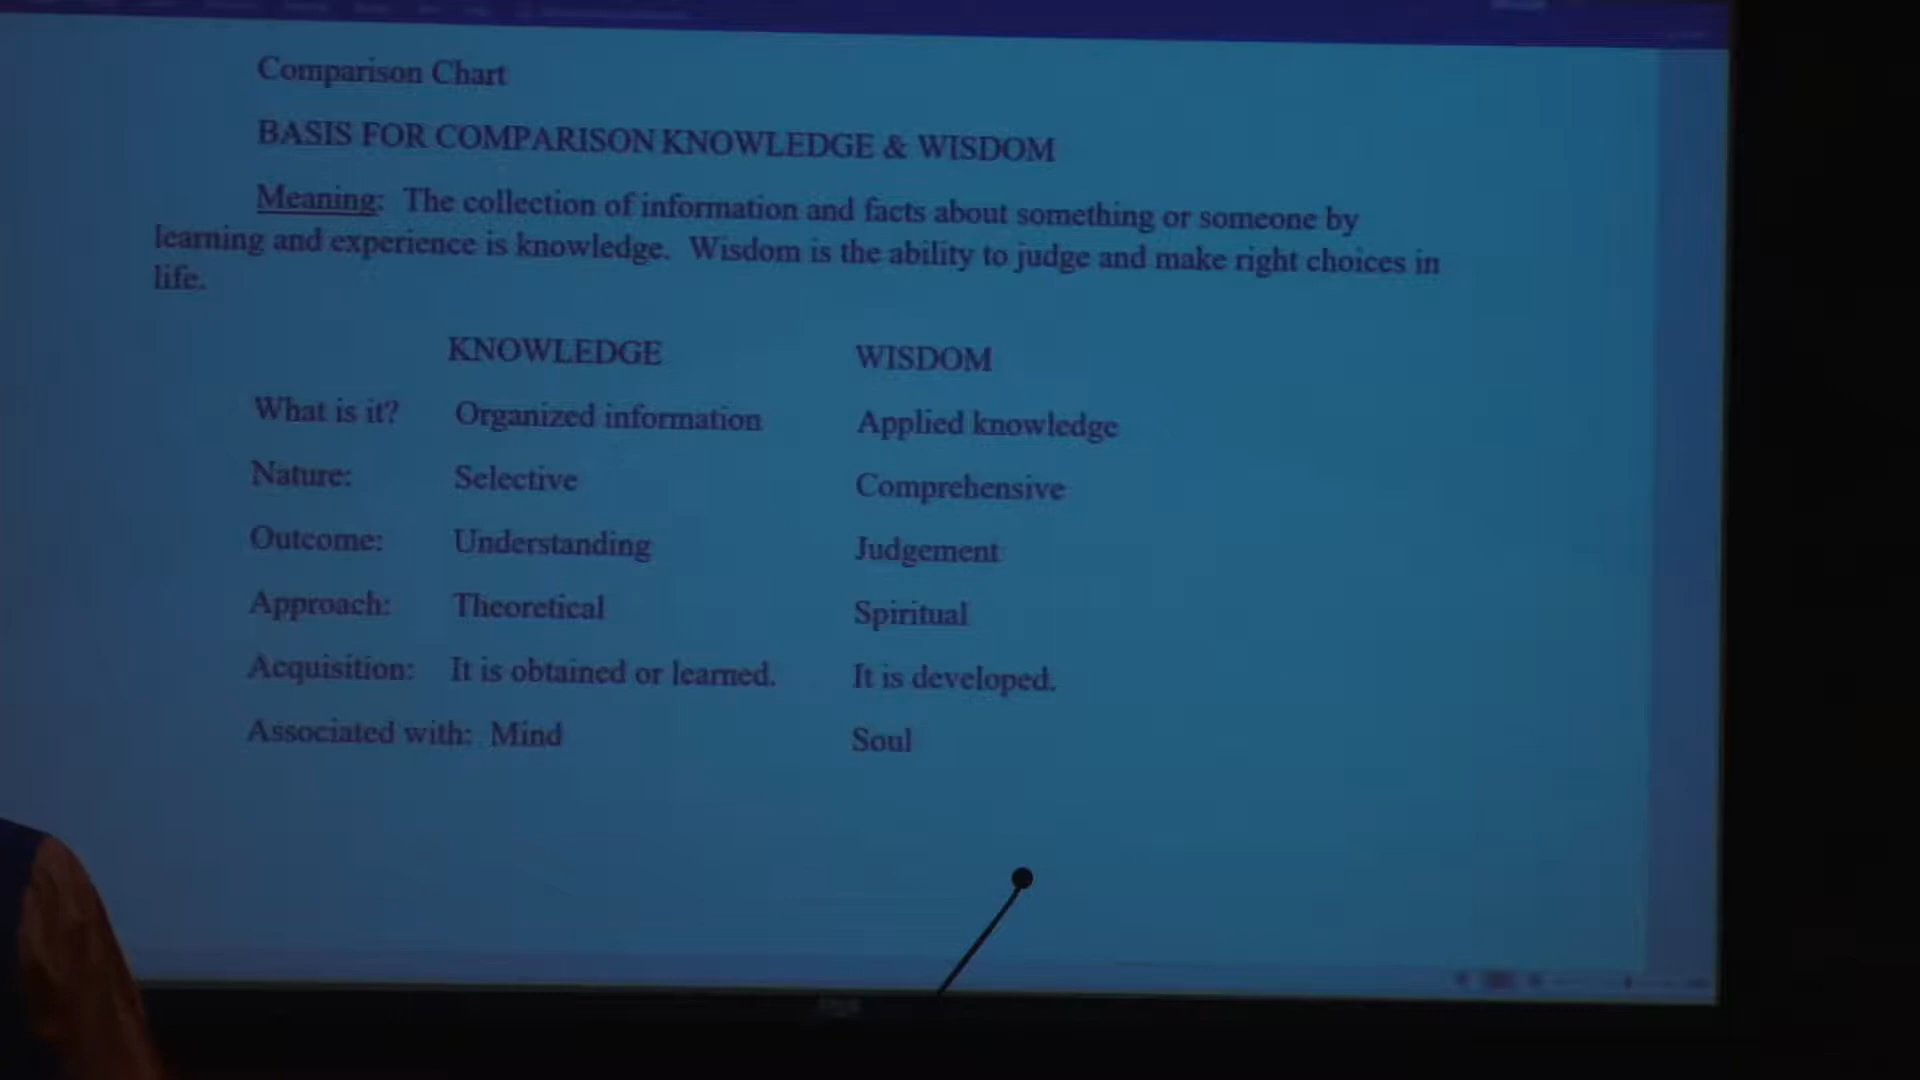 Comparison Chart
BASIS FOR COMPARISON KNOWLEDGE & WISDOM
Meaning: The collection of information and facts about something or someone by
learning and experience is knowledge. Wisdom is the ability to judge and make right choices in
life.
KNOWLEDGE WISDOM
What is it? Organized information Applied knowledge
Nature: Selective Comprehensive
Outcome: Understanding Judgement
Approach: Theoretical Spiritual
Acquisition: It is obtained or learned. It is developed.
Associated with: Mind Soul